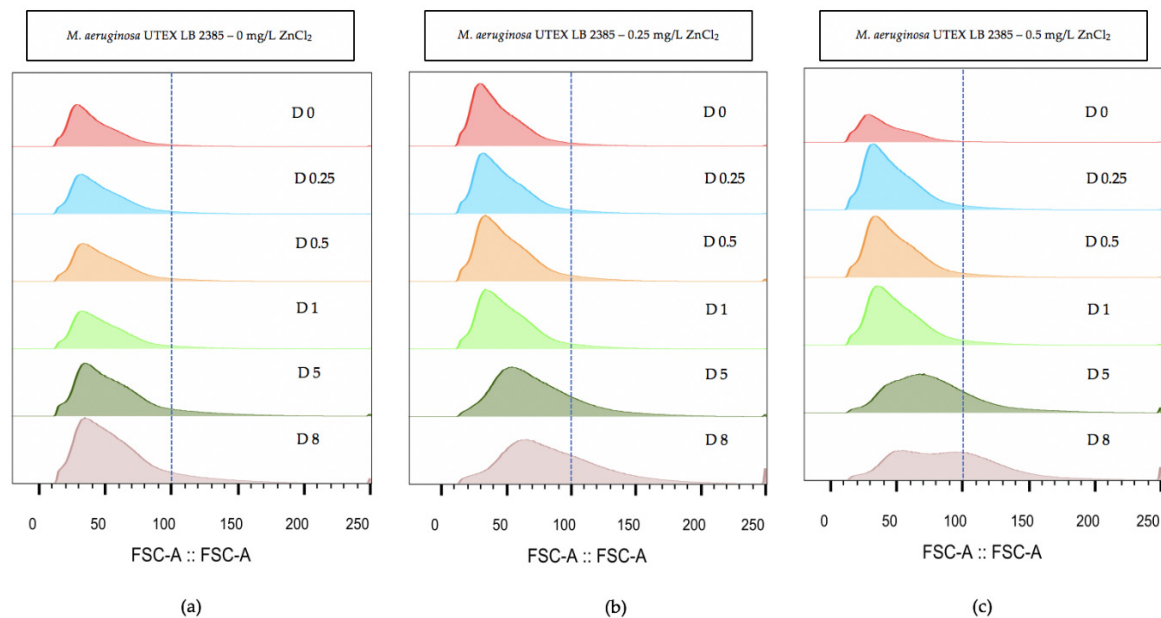 M. aeruginosa UTEX LB 2385 – 0 mg/L ZnCl₂
D 0
D 0.25
D 0.5
D 1
D 5
D 8
0 50 100 150 200 250
FSC-A :: FSC-A
(a)
M. aeruginosa UTEX LB 2385 – 0.25 mg/L ZnCl₂
D 0
D 0.25
D 0.5
D 1
D 5
D 8
0 50 100 150 200 250
FSC-A :: FSC-A
(b)
M. aeruginosa UTEX LB 2385 – 0.5 mg/L ZnCl₂
D 0
D 0.25
D 0.5
D 1
D 5
D 8
0 50 100 150 200 250
FSC-A :: FSC-A
(c)